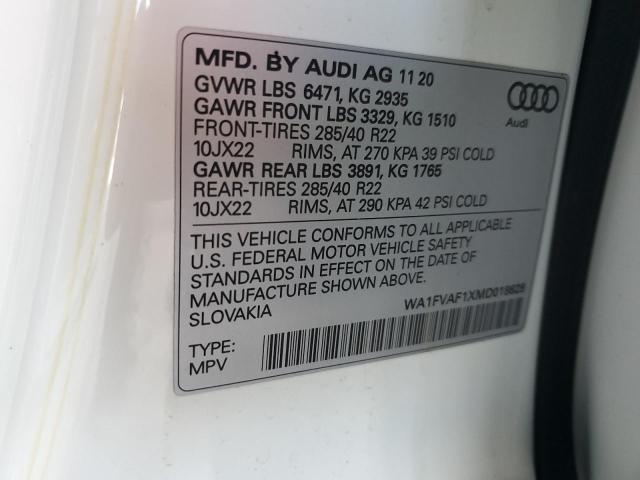 MFD. BY AUDI AG 11 20
GVWR LBS 6471, KG 2935
GAWR FRONT LBS 3329, KG 1510
FRONT-TIRES 285/40 R22
10JX22 RIMS, AT 270 KPA 39 PSI COLD
GAWR REAR LBS 3891, KG 1765
REAR-TIRES 285/40 R22
10JX22 RIMS, AT 290 KPA 42 PSI COLD
Audi
THIS VEHICLE CONFORMS TO ALL APPLICABLE
U.S. FEDERAL MOTOR VEHICLE SAFETY
STANDARDS IN EFFECT ON THE DATE OF
MANUFACTURE SHOWN ABOVE.
SLOVAKIA
WA1FVAF1XMD018628
TYPE:
MPV